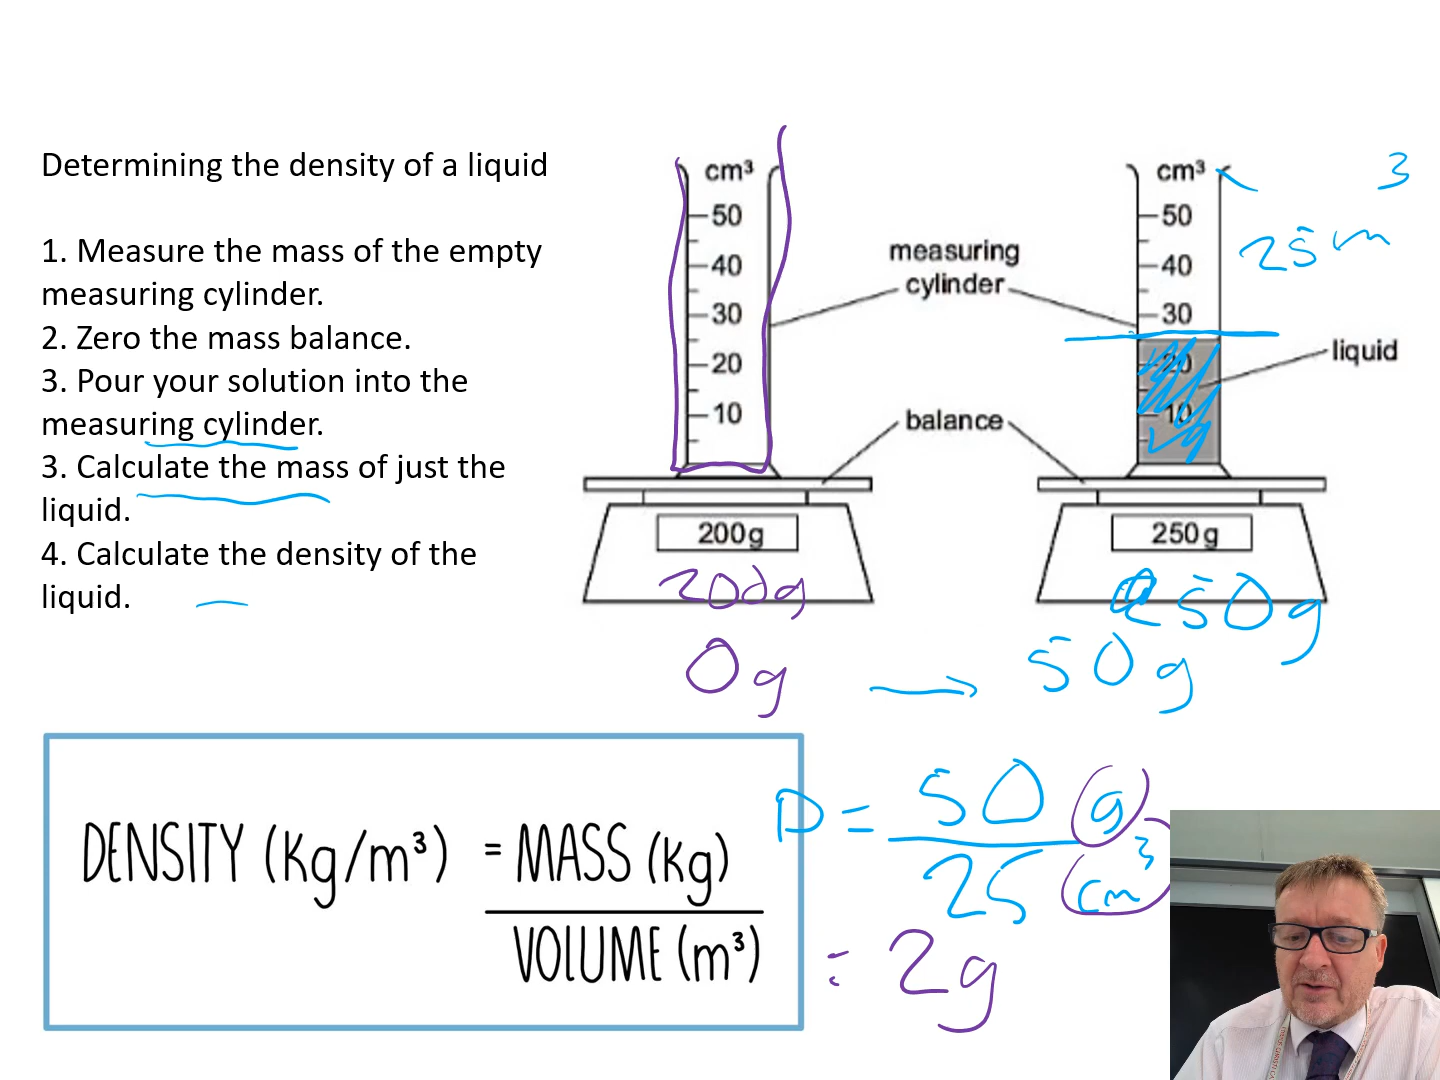 Determining the density of a liquid
1. Measure the mass of the empty
measuring cylinder.
2. Zero the mass balance.
3. Pour your solution into the
measuring cylinder.
3. Calculate the mass of just the
liquid.
4. Calculate the density of the
liquid.
cm³
50
40
30
20
10
200g
200g
0g
measuring
cylinder
balance
cm³
50
40
30
20
10
liquid
3
25m
250g
250g
50g
DENSITY (Kg/m³) = MASS (Kg)
VOLUME (m³)
D = 50 g
25 cm³
= 2g